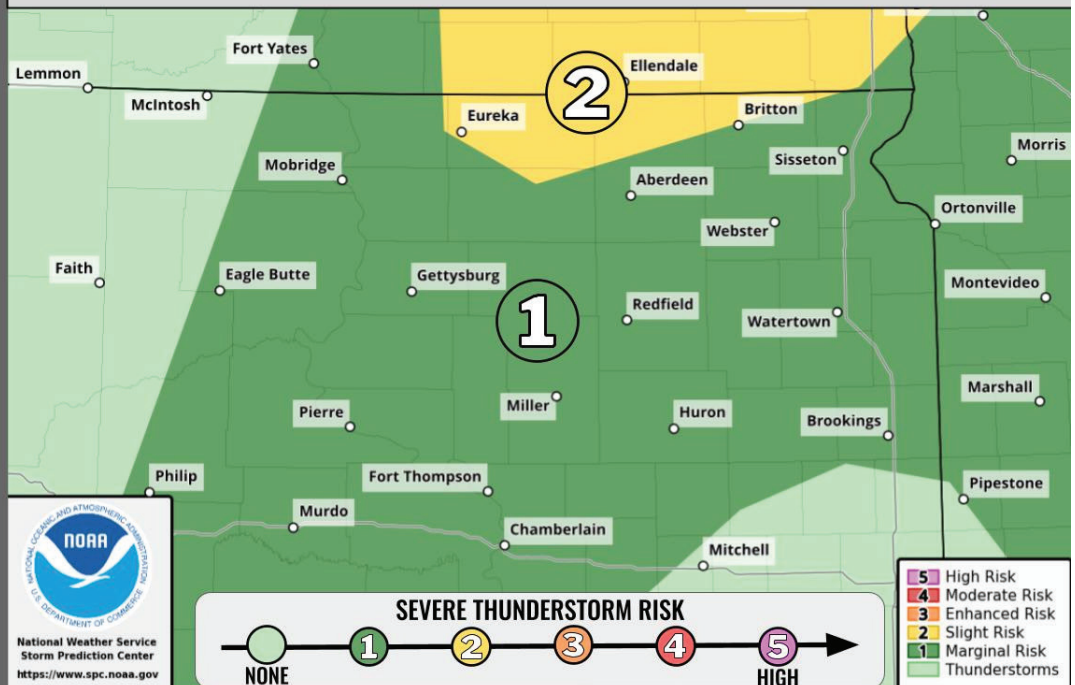 Fort Yates
Lemmon
McIntosh
2
Ellendale
Eureka
Britton
Sisseton
Morris
Mobridge
Aberdeen
Ortonville
Webster
Faith
Eagle Butte
Gettysburg
Montevideo
1
Redfield
Watertown
Marshall
Miller
Pierre
Huron
Brookings
Philip
Fort Thompson
Pipestone
Murdo
Chamberlain
Mitchell
NATIONAL OCEANIC AND ATMOSPHERIC ADMINISTRATION
NOAA
U.S. DEPARTMENT OF COMMERCE
National Weather Service
Storm Prediction Center
https://www.spc.noaa.gov
SEVERE THUNDERSTORM RISK
1 2 3 4 5
NONE HIGH
5 High Risk
4 Moderate Risk
3 Enhanced Risk
2 Slight Risk
1 Marginal Risk
Thunderstorms